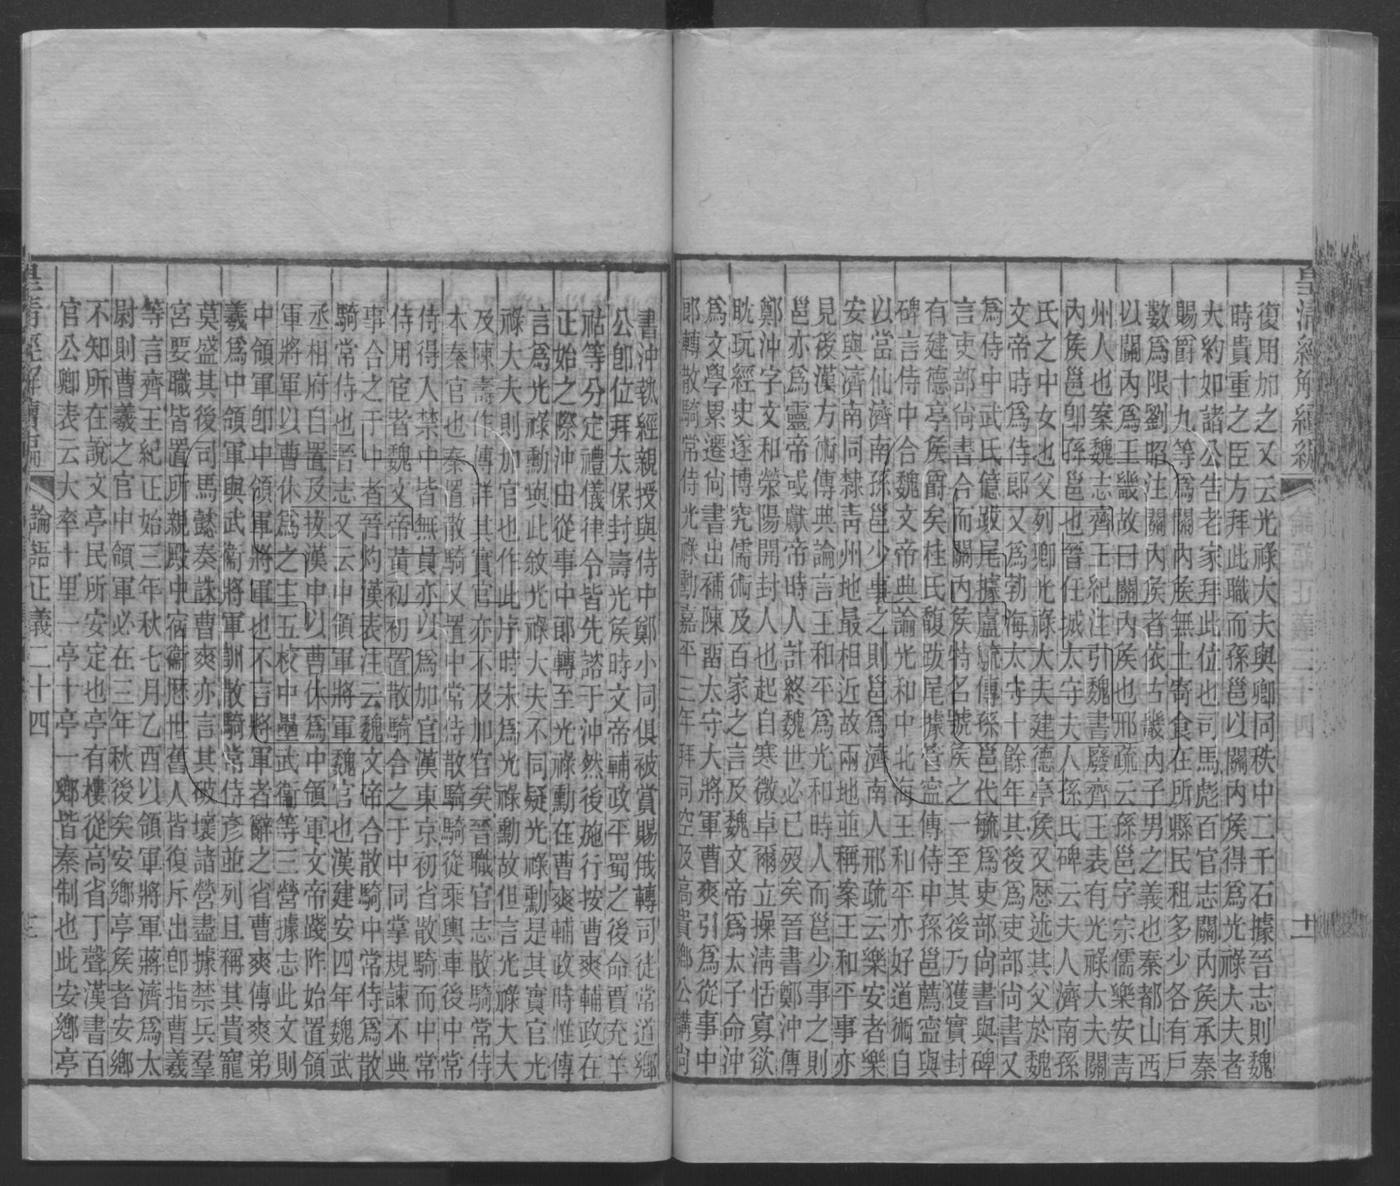 復用加之又云光祿大夫與卿同秩中二千石據晉志則魏
時貴重之臣方拜此職而孫邕以關內侯得爲光祿大夫者
大約如諸公告老家拜此位也司馬彪百官志關內侯承秦
賜爵十九等爲關內侯無土寄食在所縣民租多少各有戶
數爲限劉昭注關內侯者依古畿內子男之義也秦都山西
以關內爲王畿故曰關內侯也邢疏云孫邕字宗儒樂安青
州人也案魏志齊王紀注引魏書廢齊王表有光祿大夫關
內侯邕卽孫邕也晉任城太守夫人孫氏碑云夫人濟南孫
氏之中女也父列卿光祿大夫建德亭侯又歷述其父於魏
文帝時爲侍郎又爲勃海太守十餘年其後爲吏部尚書又
爲侍中武氏億跋尾據盧毓傳孫邕代毓爲吏部尚書與碑
言吏部尚書合而關內侯特名號侯之一至其後乃獲實封
有建德亭侯爵矣桂氏馥跋尾據管寍傳侍中孫邕薦寍與
碑言侍中合魏文帝典論光和中北海王和平亦好道術自
以當仙濟南孫邕少事之則邕爲濟南人邢疏云樂安者樂
安與濟南同隸青州地最相近故兩地並稱案王和平事亦
見後漢方術傳典論言王和平爲光和時人而邕少事之則
邕亦爲靈帝或獻帝時人計終魏世必已歿矣晉書鄭沖傳
鄭沖字文和滎陽開封人也起自寒微卓爾立操清恬寡欲
耽玩經史遂博究儒術及百家之言及魏文帝爲太子命沖
爲文學累遷尙書出補陳留太守大將軍曹爽引爲從事中
郎轉散騎常侍光祿勳嘉平三年拜司空及高貴鄉公講尙
書沖執經親授與侍中鄭小同俱被賞賜俄轉司徒常道鄉
公卽位拜太保封壽光侯時文帝輔政平蜀之後命賈充羊
祜等分定禮儀律令皆先諮于沖然後施行按曹爽輔政在
正始之際沖由從事中郎轉至光祿勳在曹爽輔政時惟傳
言爲光祿勳與此敘光祿大夫不同疑光祿勳是其實官光
祿大夫則加官也作此序時未爲光祿勳故但言光祿大夫
及陳壽作傳詳其實官亦不及加官矣晉職官志散騎常侍
本秦官也秦置散騎又置中常侍散騎騎從乘輿車後中常
侍得入禁中皆無員亦以爲加官漢東京初省散騎而中常
侍用宦者魏文帝黃初初置散騎合之于中同掌規諫不典
事合之于中者晉灼漢表注云魏文帝合散騎中常侍爲散
騎常侍也晉志又云中領軍將軍魏官也漢建安四年魏武
丞相府自置及拔漢中以曹休爲中領軍文帝踐阼始置領
軍將軍以曹休爲之主五校中壘武衞等三營據志此文則
中領軍卽中領軍將軍也不言將軍者辭之省曹爽傳爽弟
羲爲中領軍與武衞將軍訓散騎常侍彥並列且稱其貴寵
莫盛其後司馬懿奏誅曹爽亦言其破壞諸營盡據禁兵羣
官要職皆置所親殿中宿衞歷世舊人皆復斥出卽指曹羲
等言齊王紀正始三年秋七月乙酉以領軍將軍蔣濟爲太
尉則曹羲之官中領軍必在三年秋後矣安鄉亭侯者安鄉
不知所在說文亭民所安定也亭有樓從高省丁聲漢書百
官公卿表云大率十里一亭十亭一鄉皆秦制也此安鄉亭
皇清經解續編
論語正義二十四